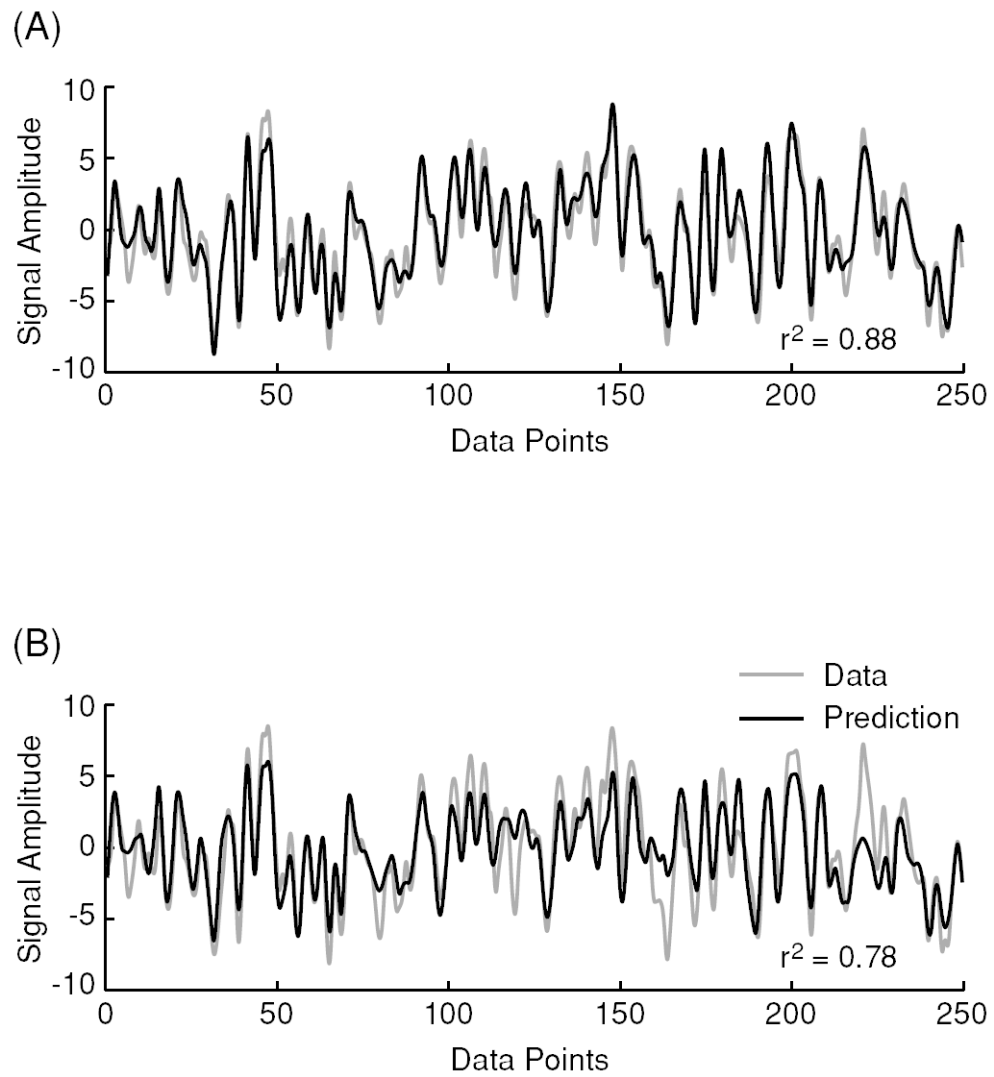 (A)
10
5
0
-5
-10
Signal Amplitude
r² = 0.88
0 50 100 150 200 250
Data Points
(B)
Data
Prediction
10
5
0
-5
-10
Signal Amplitude
r² = 0.78
0 50 100 150 200 250
Data Points